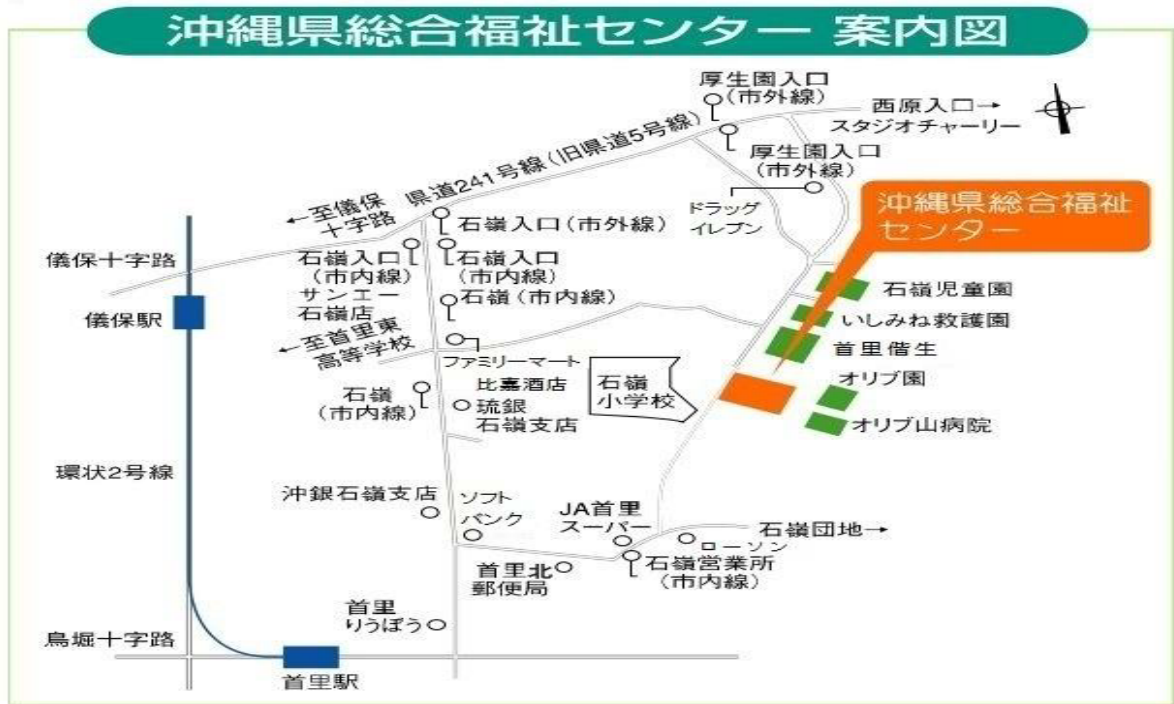 沖縄県総合福祉センター 案内図
厚生園入口
(市外線)
西原入口→
スタジオチャーリー
厚生園入口
(市外線)
県道241号線(旧県道5号線)
←至儀保
十字路
ドラッグ
イレブン
沖縄県総合福祉
センター
石嶺入口(市外線)
儀保十字路
石嶺入口
(市内線)
石嶺入口
(市内線)
サンエー
石嶺店
石嶺(市内線)
石嶺児童園
儀保駅
いしみね救護園
←至首里東
高等学校
首里偕生
ファミリーマート
オリブ園
比嘉酒店
石嶺
小学校
石嶺
(市内線)
琉銀
石嶺支店
オリブ山病院
環状2号線
沖銀石嶺支店
ソフト
バンク
JA首里
スーパー
石嶺団地→
ローソン
首里北
郵便局
石嶺営業所
(市内線)
首里
りうぼう
鳥堀十字路
首里駅